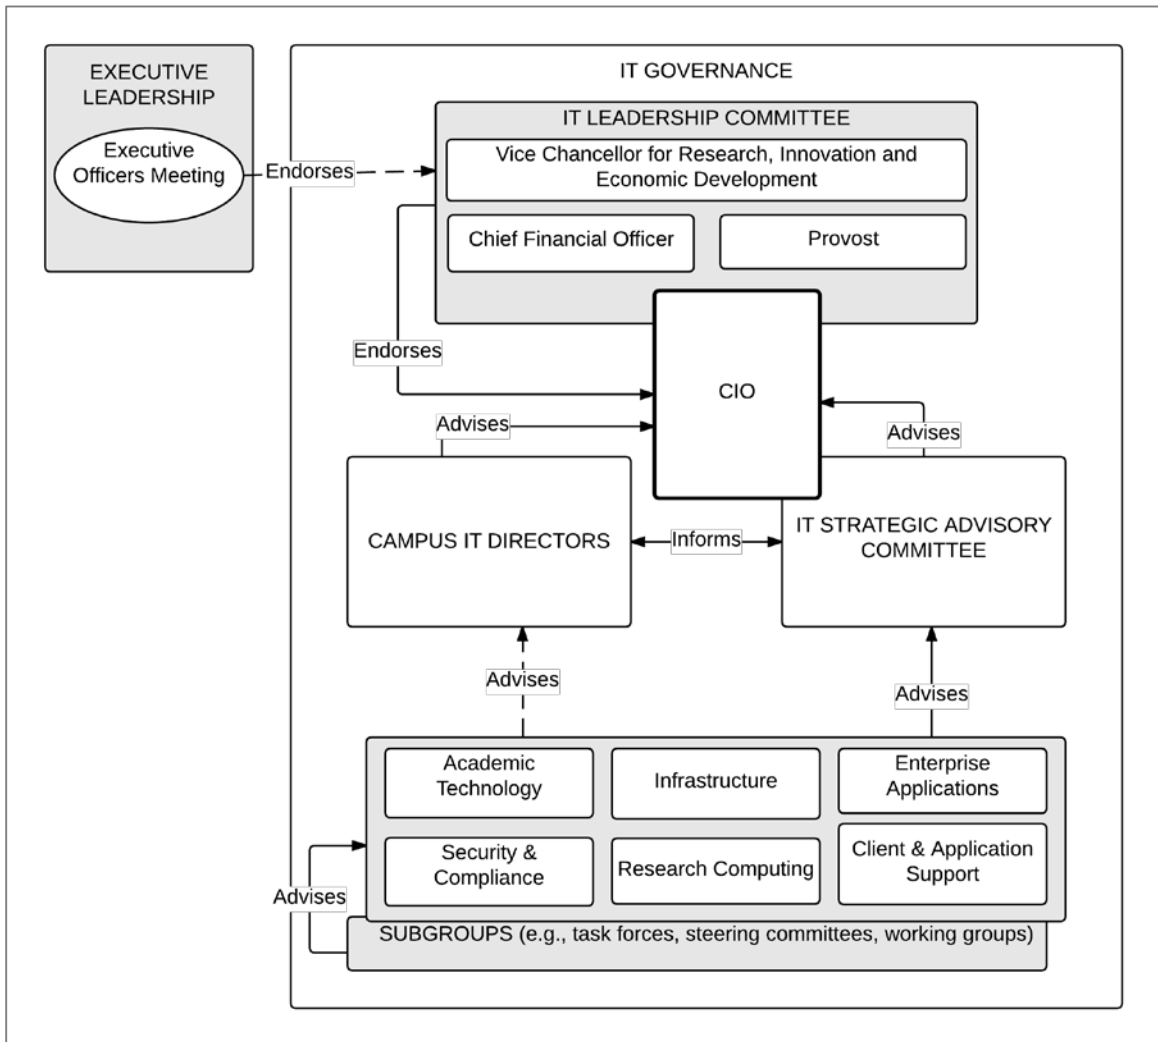 EXECUTIVE
LEADERSHIP
Executive
Officers Meeting
Endorses
IT GOVERNANCE
IT LEADERSHIP COMMITTEE
Vice Chancellor for Research, Innovation and
Economic Development
Chief Financial Officer
Provost
Endorses
CIO
Advises
Advises
CAMPUS IT DIRECTORS
Informs
IT STRATEGIC ADVISORY
COMMITTEE
Advises
Advises
Academic
Technology
Infrastructure
Enterprise
Applications
Security &
Compliance
Research Computing
Client & Application
Support
Advises
SUBGROUPS (e.g., task forces, steering committees, working groups)